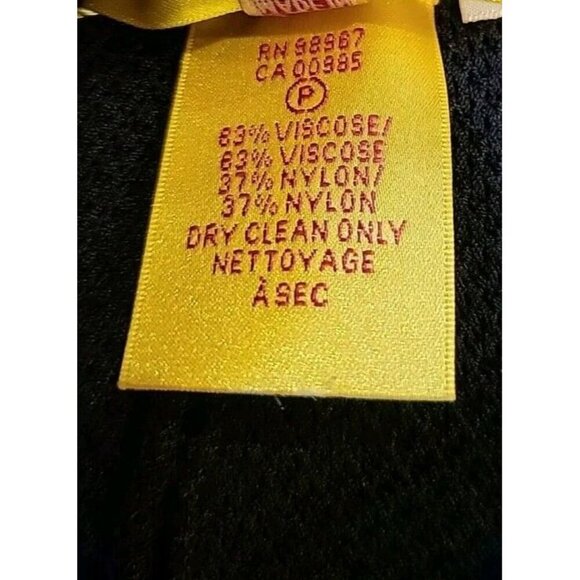 RN 98967
CA 00985
P
63% VISCOSE/
63% VISCOSE
37% NYLON/
37% NYLON
DRY CLEAN ONLY
NETTOYAGE
À SEC